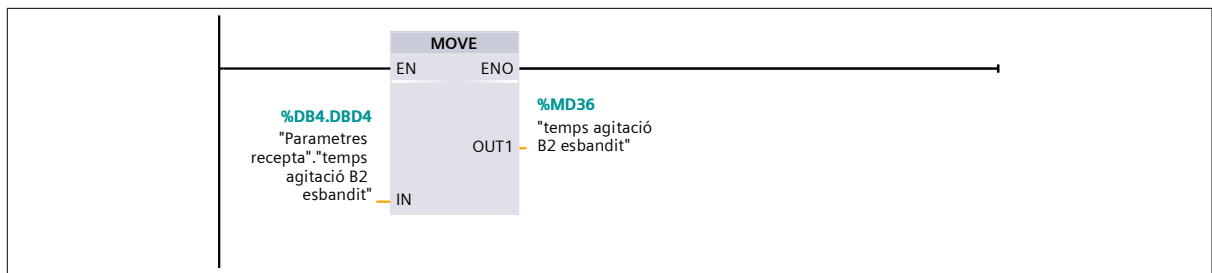 MOVE
EN ENO
%DB4.DBD4
"Parametres
recepta"."temps
agitació B2
esbandit"
IN
%MD36
"temps agitació
B2 esbandit"
OUT1